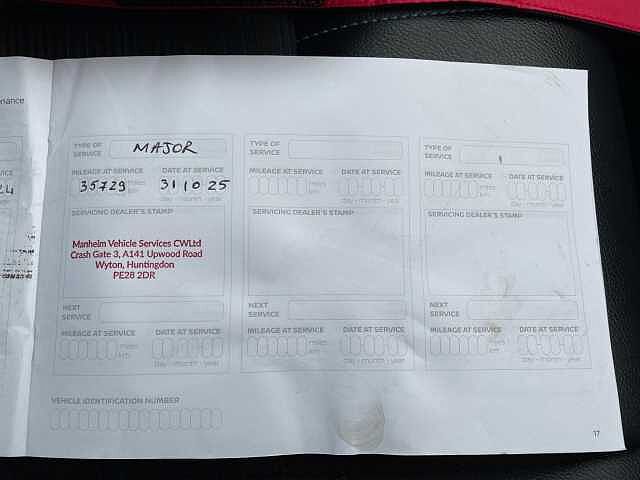 nance
TYPE OF SERVICE MAJOR
MILEAGE AT SERVICE DATE AT SERVICE
35729 miles km 31 10 25
day - month - year
SERVICING DEALER'S STAMP
Manheim Vehicle Services CWLtd
Crash Gate 3, A141 Upwood Road
Wyton, Huntingdon
PE28 2DR
NEXT SERVICE
MILEAGE AT SERVICE DATE AT SERVICE
miles km
day - month - year
TYPE OF SERVICE
MILEAGE AT SERVICE DATE AT SERVICE
miles km
day - month - year
SERVICING DEALER'S STAMP
NEXT SERVICE
MILEAGE AT SERVICE DATE AT SERVICE
miles km
day - month - year
TYPE OF SERVICE
MILEAGE AT SERVICE DATE AT SERVICE
miles km
day - month - year
SERVICING DEALER'S STAMP
NEXT SERVICE
MILEAGE AT SERVICE DATE AT SERVICE
miles km
day - month - year
VEHICLE IDENTIFICATION NUMBER
17